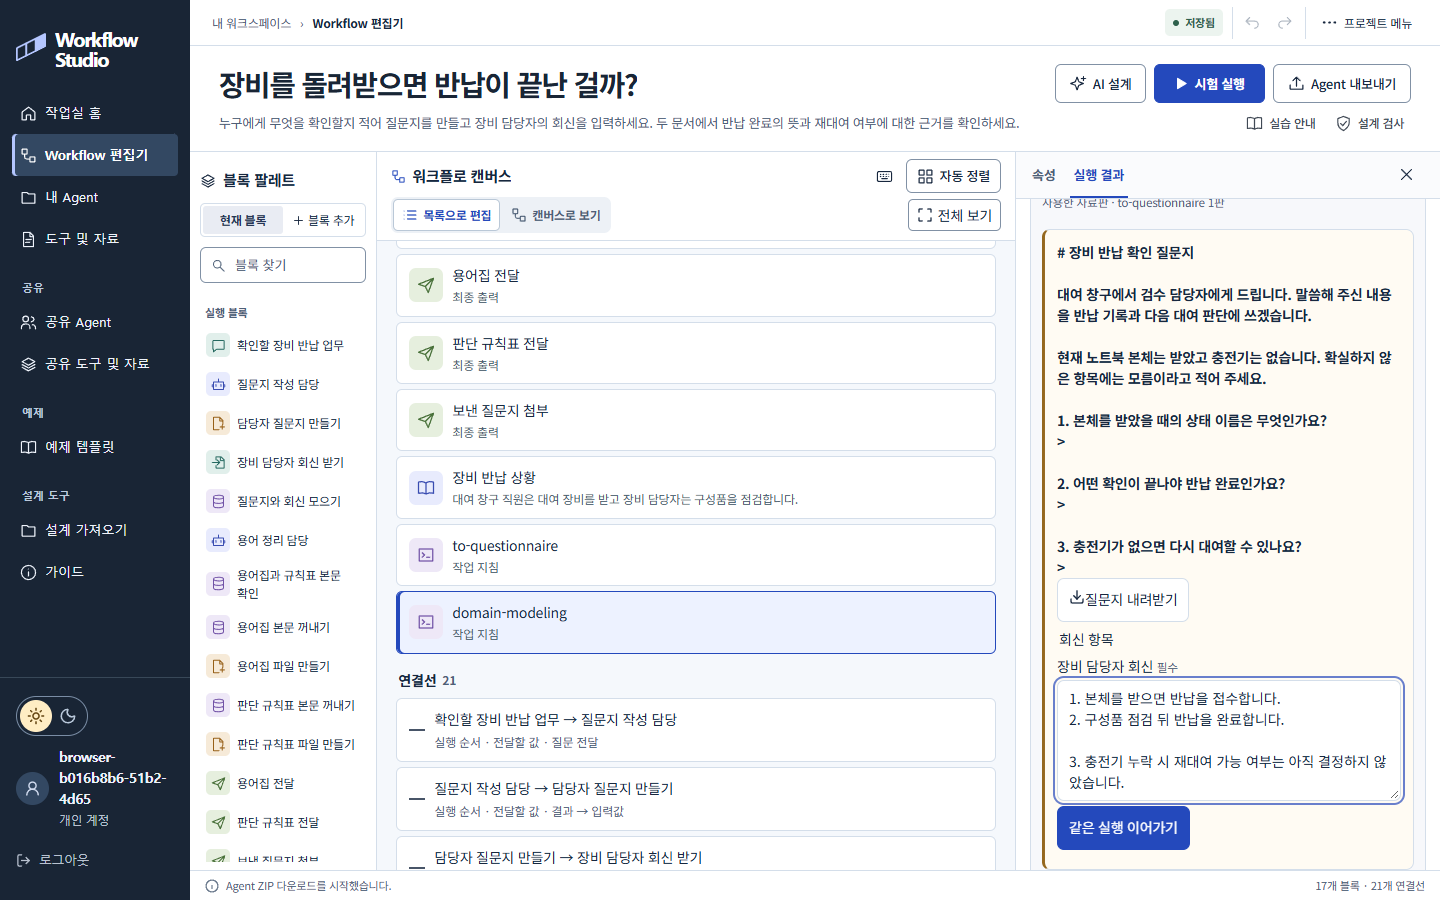 Workflow
Studio
작업실 홈
Workflow 편집기
내 Agent
도구 및 자료
공유
공유 Agent
공유 도구 및 자료
예제
예제 템플릿
설계 도구
설계 가져오기
가이드
browser-
b016b8b6-51b2-
4d65
개인 계정
로그아웃
내 워크스페이스 › Workflow 편집기
저장됨
프로젝트 메뉴
장비를 돌려받으면 반납이 끝난 걸까?
누구에게 무엇을 확인할지 적어 질문지를 만들고 장비 담당자의 회신을 입력하세요. 두 문서에서 반납 완료의 뜻과 재대여 여부에 대한 근거를 확인하세요.
AI 설계
시험 실행
Agent 내보내기
실습 안내
설계 검사
블록 팔레트
현재 블록
+ 블록 추가
블록 찾기
실행 블록
확인할 장비 반납 업무
질문지 작성 담당
담당자 질문지 만들기
장비 담당자 회신 받기
질문지와 회신 모으기
용어 정리 담당
용어집과 규칙표 본문
확인
용어집 본문 꺼내기
용어집 파일 만들기
판단 규칙표 본문 꺼내기
판단 규칙표 파일 만들기
용어집 전달
판단 규칙표 전달
보낸 질문지 첨부
워크플로 캔버스
자동 정렬
목록으로 편집
캔버스로 보기
전체 보기
용어집 전달
최종 출력
판단 규칙표 전달
최종 출력
보낸 질문지 첨부
최종 출력
장비 반납 상황
대여 창구 직원은 대여 장비를 받고 장비 담당자는 구성품을 점검합니다.
to-questionnaire
작업 지침
domain-modeling
작업 지침
연결선 21
확인할 장비 반납 업무 → 질문지 작성 담당
실행 순서 · 전달할 값 · 질문 전달
질문지 작성 담당 → 담당자 질문지 만들기
실행 순서 · 전달할 값 · 결과 → 입력값
담당자 질문지 만들기 → 장비 담당자 회신 받기
속성
실행 결과
사용한 자료판 · to-questionnaire 1판
# 장비 반납 확인 질문지
대여 창구에서 검수 담당자에게 드립니다. 말씀해 주신 내용
을 반납 기록과 다음 대여 판단에 쓰겠습니다.
현재 노트북 본체는 받았고 충전기는 없습니다. 확실하지 않
은 항목에는 모름이라고 적어 주세요.
1. 본체를 받았을 때의 상태 이름은 무엇인가요?
>
2. 어떤 확인이 끝나야 반납 완료인가요?
>
3. 충전기가 없으면 다시 대여할 수 있나요?
>
질문지 내려받기
회신 항목
장비 담당자 회신 필수
1. 본체를 받으면 반납을 접수합니다.
2. 구성품 점검 뒤 반납을 완료합니다.
3. 충전기 누락 시 재대여 가능 여부는 아직 결정하지 않
았습니다.
같은 실행 이어가기
Agent ZIP 다운로드를 시작했습니다.
17개 블록 · 21개 연결선